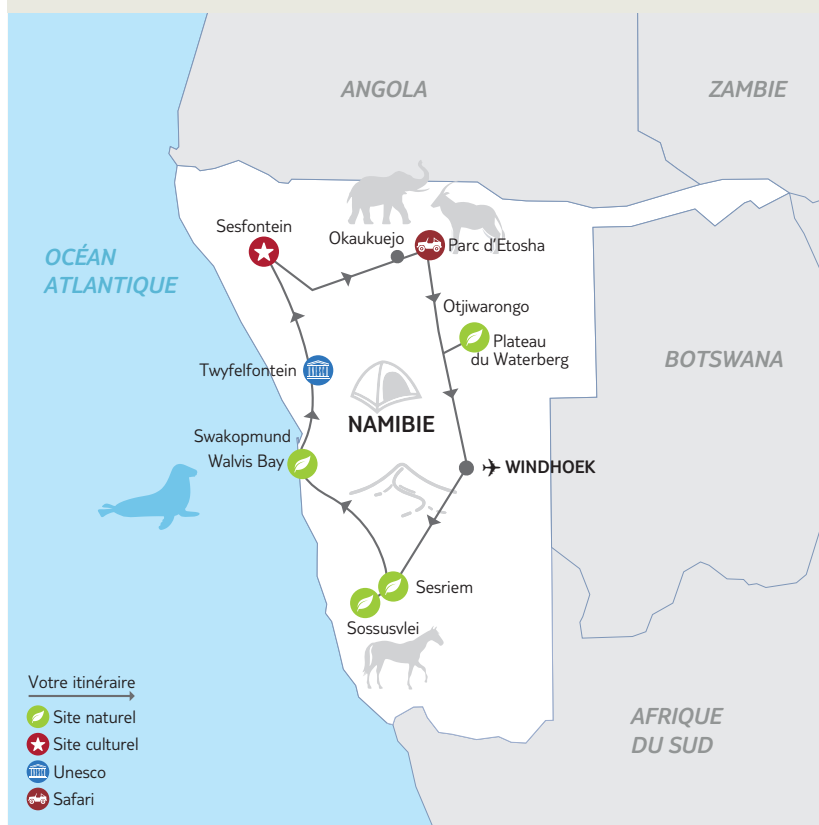 ANGOLA
ZAMBIE
Sesfontein
Okaukuejo
Parc d'Etosha
OCÉAN
ATLANTIQUE
Otjiwarongo
Plateau
du Waterberg
BOTSWANA
Twyfelfontein
NAMIBIE
Swakopmund
Walvis Bay
WINDHOEK
Sesriem
Sossusvlei
Votre itinéraire
Site naturel
Site culturel
Unesco
Safari
AFRIQUE
DU SUD